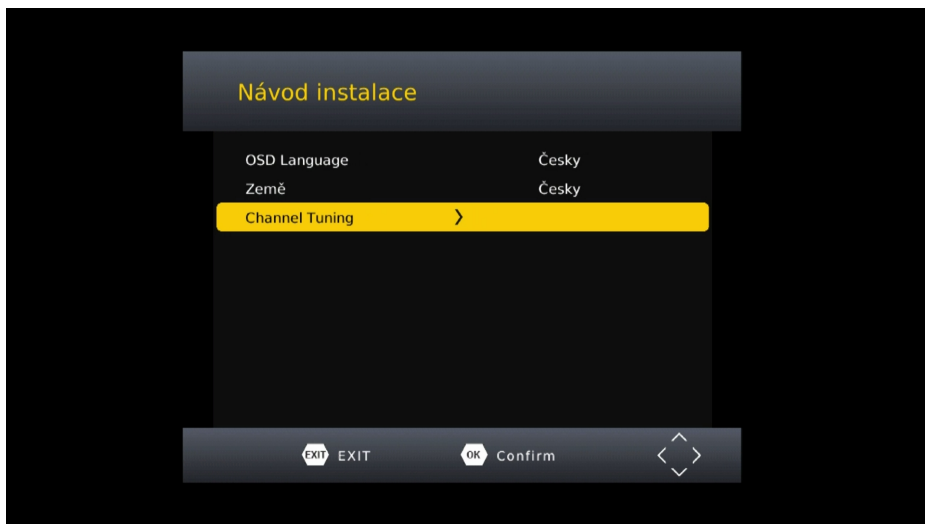 Návod instalace
OSD Language Česky
Země Česky
Channel Tuning
EXIT EXIT OK Confirm